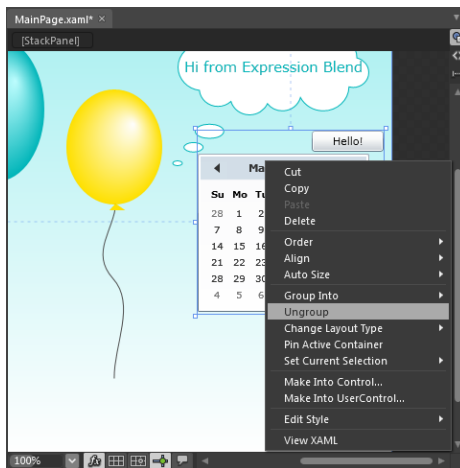 MainPage.xaml* ×
[StackPanel]
Hi from Expression Blend
Hello!
Ma
Su Mo Tu
28 1 2
7 8 9
14 15 16
21 22 23
28 29 30
4 5 6
Cut
Copy
Paste
Delete
Order
Align
Auto Size
Group Into
Ungroup
Change Layout Type
Pin Active Container
Set Current Selection
Make Into Control...
Make Into UserControl...
Edit Style
View XAML
100%
fx